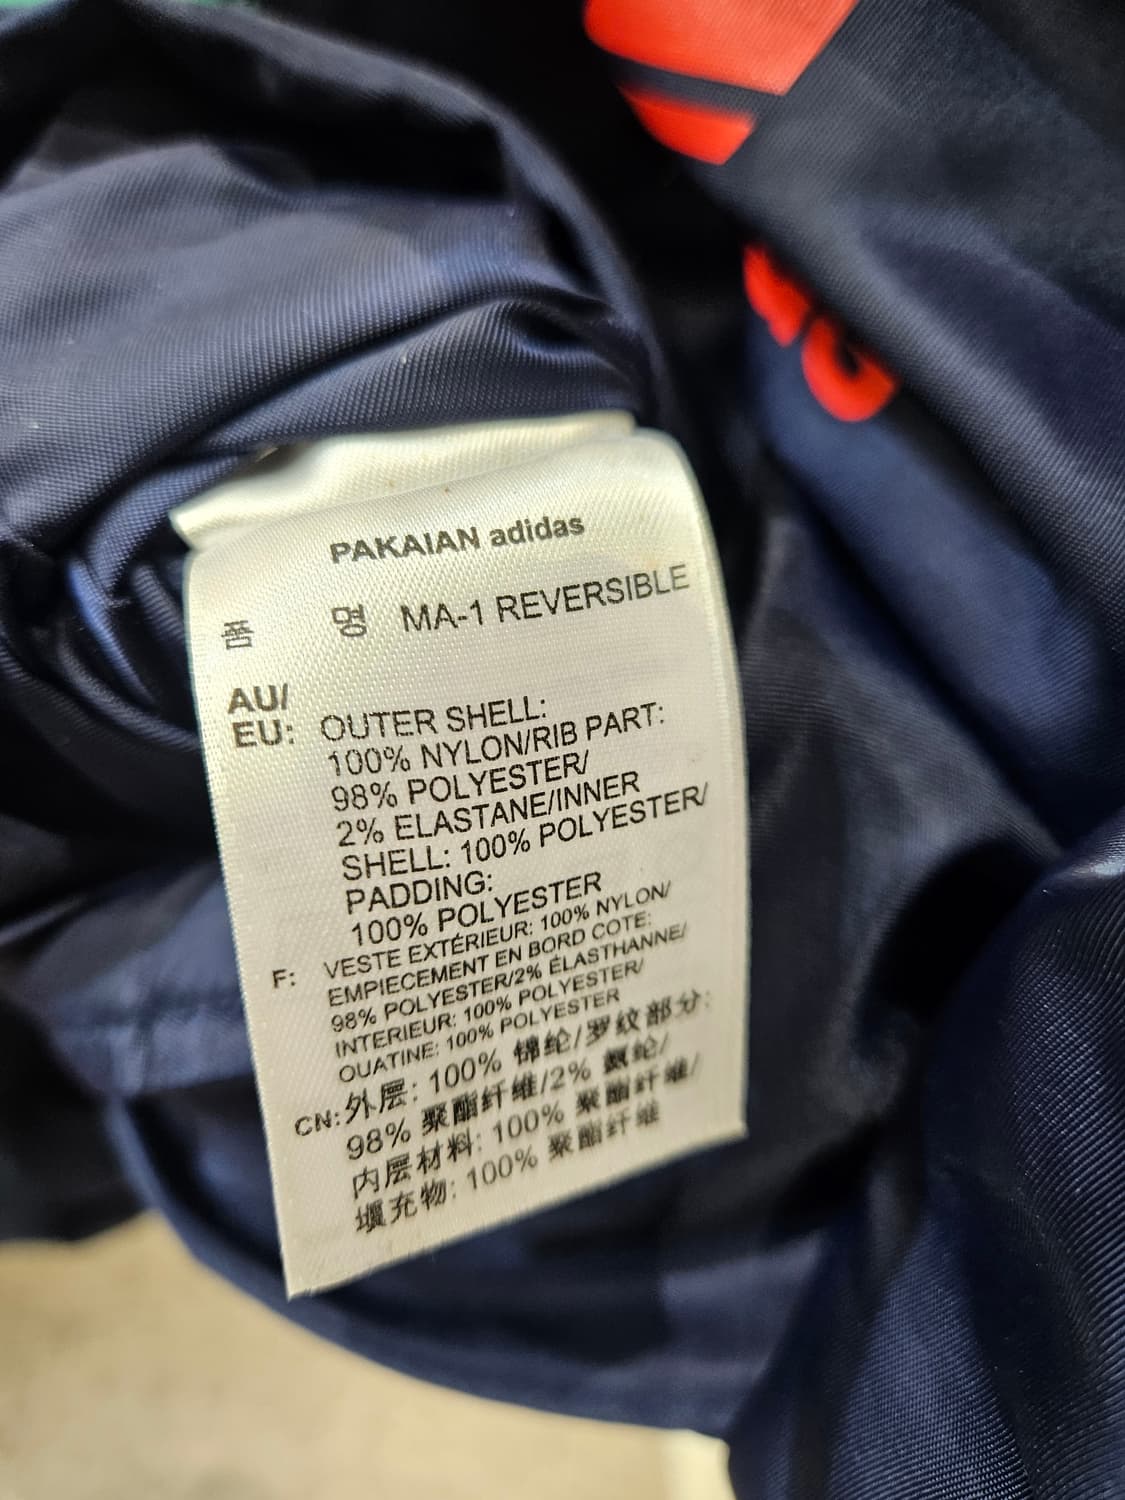 PAKAIAN adidas
품 명 MA-1 REVERSIBLE
AU/
EU: OUTER SHELL:
100% NYLON/RIB PART:
98% POLYESTER/
2% ELASTANE/INNER
SHELL: 100% POLYESTER/
PADDING:
100% POLYESTER
F: VESTE EXTÉRIEUR: 100% NYLON/
EMPIECEMENT EN BORD COTE:
98% POLYESTER/2% ÉLASTHANNE/
INTERIEUR: 100% POLYESTER/
OUATINE: 100% POLYESTER
CN: 外层: 100% 锦纶/罗纹部分:
98% 聚酯纤维/2% 氨纶/
内层材料: 100% 聚酯纤维/
填充物: 100% 聚酯纤维